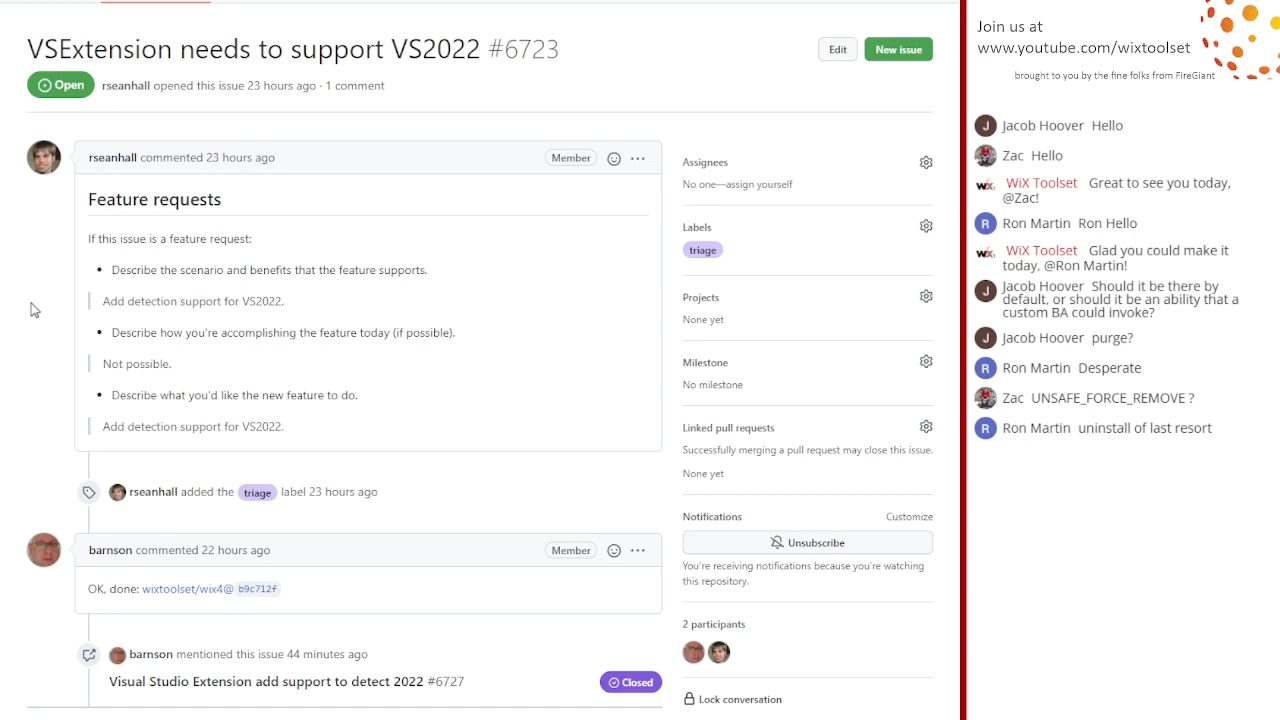 VSExtension needs to support VS2022 #6723
Edit
New issue
Open
rseanhall opened this issue 23 hours ago · 1 comment
rseanhall commented 23 hours ago
Member
Feature requests
If this issue is a feature request:
Describe the scenario and benefits that the feature supports.
Add detection support for VS2022.
Describe how you're accomplishing the feature today (if possible).
Not possible.
Describe what you'd like the new feature to do.
Add detection support for VS2022.
rseanhall added the triage label 23 hours ago
barnson commented 22 hours ago
Member
OK, done: wixtoolset/wix4@b9c712f
barnson mentioned this issue 44 minutes ago
Visual Studio Extension add support to detect 2022 #6727
Closed
Assignees
No one—assign yourself
Labels
triage
Projects
None yet
Milestone
No milestone
Linked pull requests
Successfully merging a pull request may close this issue.
None yet
Notifications
Customize
Unsubscribe
You're receiving notifications because you're watching
this repository.
2 participants
Lock conversation
Join us at
www.youtube.com/wixtoolset
brought to you by the fine folks from FireGiant
J Jacob Hoover Hello
Zac Hello
WiX WiX Toolset Great to see you today,
@Zac!
R Ron Martin Ron Hello
WiX WiX Toolset Glad you could make it
today, @Ron Martin!
J Jacob Hoover Should it be there by
default, or should it be an ability that a
custom BA could invoke?
J Jacob Hoover purge?
R Ron Martin Desperate
Zac UNSAFE_FORCE_REMOVE ?
R Ron Martin uninstall of last resort